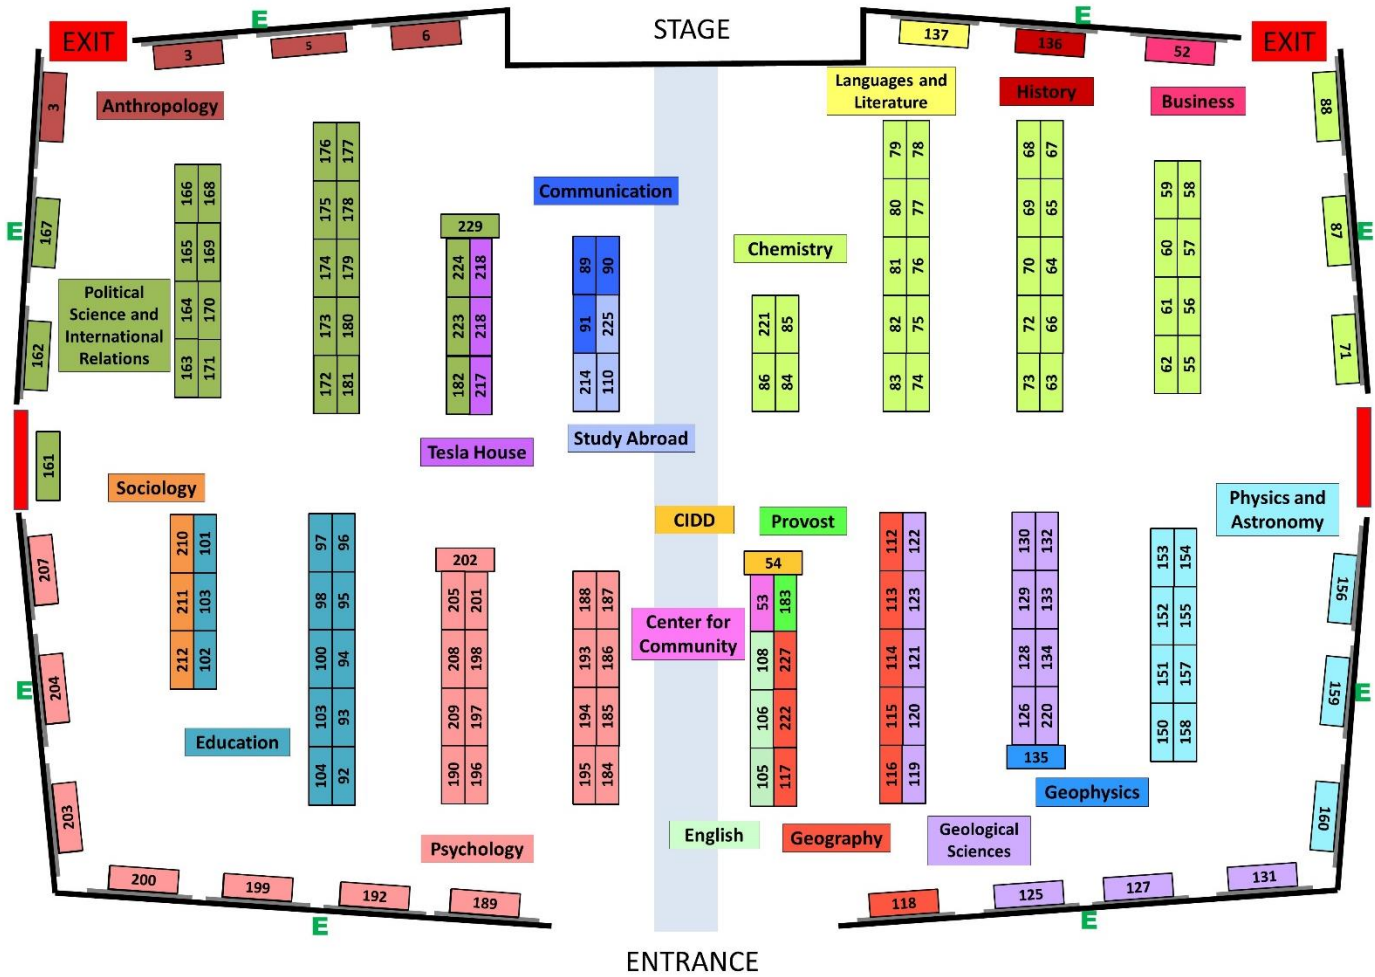 E
E
EXIT
STAGE
EXIT
3
5
6
137
136
52
3
Anthropology
Languages and
Literature
History
Business
88
176 177
175 178
174 179
173 180
172 181
166 168
165 169
164 170
163 171
79 78
80 77
81 76
82 75
83 74
68 67
69 65
70 64
72 66
73 63
59 58
60 57
61 56
62 55
Communication
E
167
229
224 218
223 218
182 217
89 90
91 225
214 110
Chemistry
221 85
86 84
87
E
Political
Science and
International
Relations
162
71
161
Tesla House
Study Abroad
Sociology
Physics and
Astronomy
CIDD
Provost
210 101
211 103
212 102
97 96
98 95
100 94
103 93
104 92
202
205 201
208 198
209 197
190 196
188 187
193 186
194 185
195 184
54
53 183
108 227
106 222
105 117
112 122
113 123
114 121
115 120
116 119
130 132
129 133
128 134
126 220
135
153 154
152 155
151 157
150 158
207
156
Center for
Community
E
204
159
E
Education
Geophysics
203
160
Psychology
English
Geography
Geological
Sciences
200
199
192
189
118
125
127
131
E
E
ENTRANCE